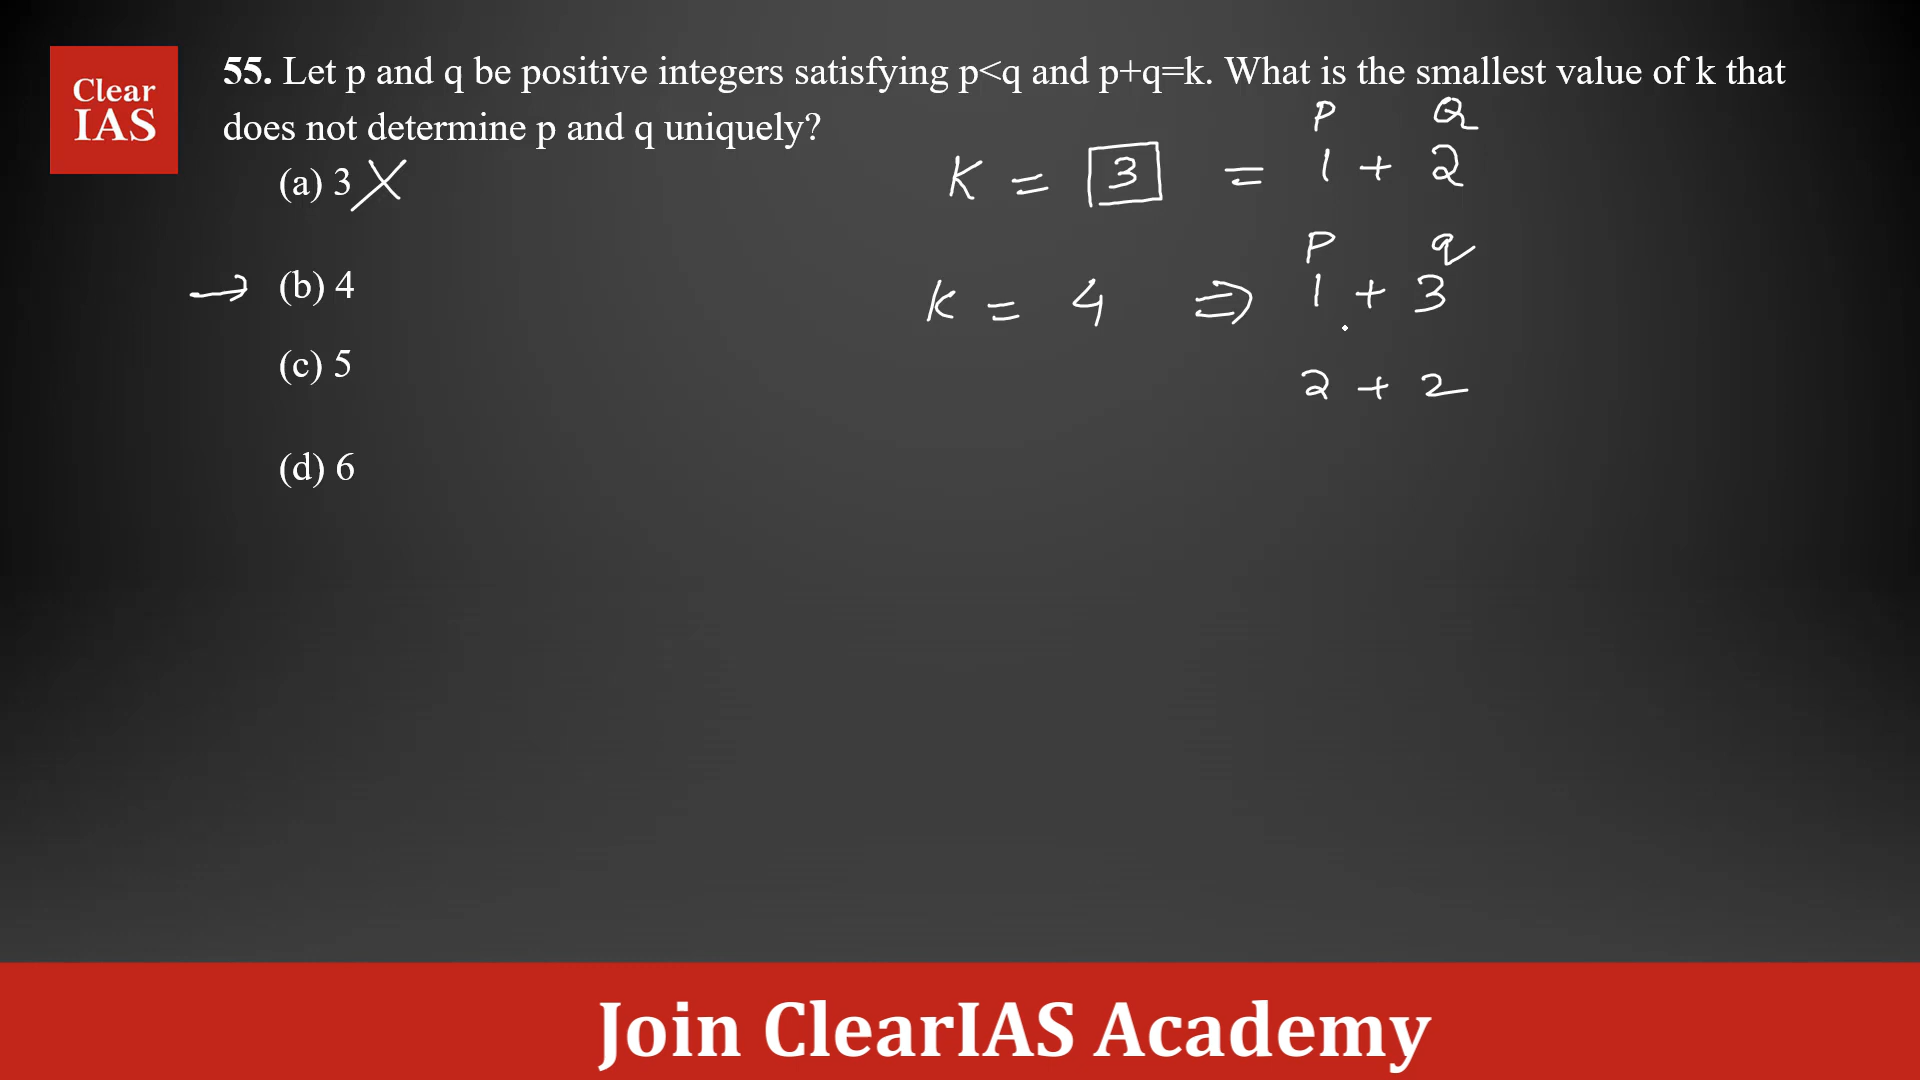 Clear
IAS
55. Let p and q be positive integers satisfying p<q and p+q=k. What is the smallest value of k that
does not determine p and q uniquely?
P Q
(a) 3 X
K = 3 = 1 + 2
P q
→ (b) 4
K = 4 ⇒ 1 + 3
(c) 5
2 + 2
(d) 6
Join ClearIAS Academy